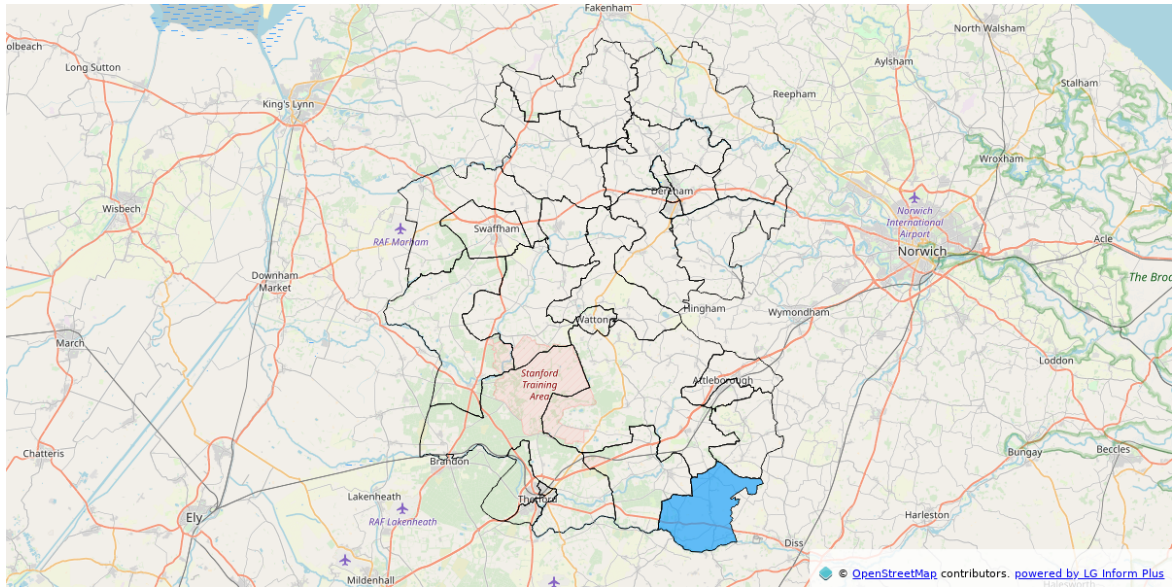 Fakenham
North Walsham
olbeach
Long Sutton
Aylsham
Stalham
King's Lynn
Reepham
Wroxham
Wisbech
Dereham
Norwich
International
Airport
Swaffham
RAF Marham
Acle
Norwich
Downham
Market
The Broa
Hingham
Wymondham
Watton
March
Loddon
Stanford
Training
Area
Attleborough
Chatteris
Bungay
Beccles
Brandon
Lakenheath
Thetford
RAF Lakenheath
Ely
Harleston
Diss
Mildenhall
© OpenStreetMap contributors. powered by LG Inform Plus